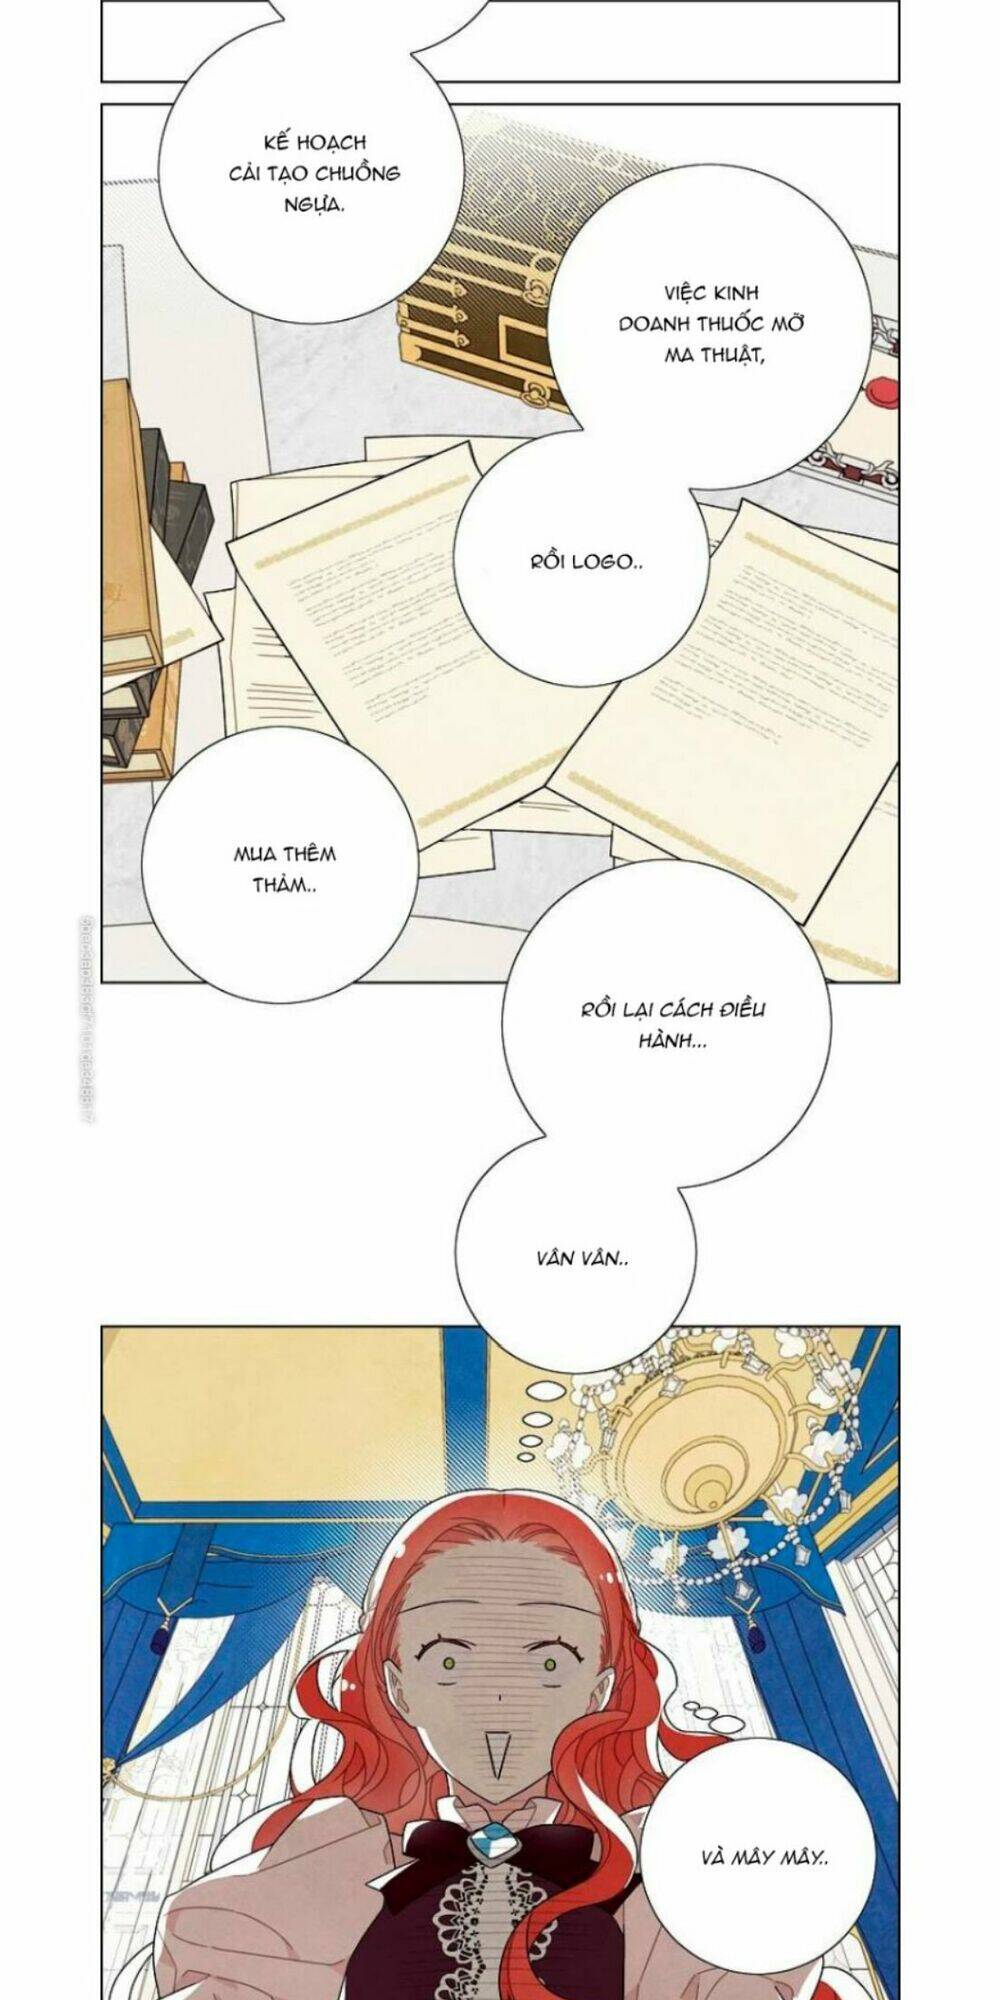 KẾ HOẠCH
CẢI TẠO CHUỒNG
NGỰA.
VIỆC KINH
DOANH THUỐC MỠ
MA THUẬT,
RỒI LOGO..
MUA THÊM
THẢM..
RỒI LẠI CÁCH ĐIỀU
HÀNH...
VÂN VÂN..
VÀ MÂY MÂY..